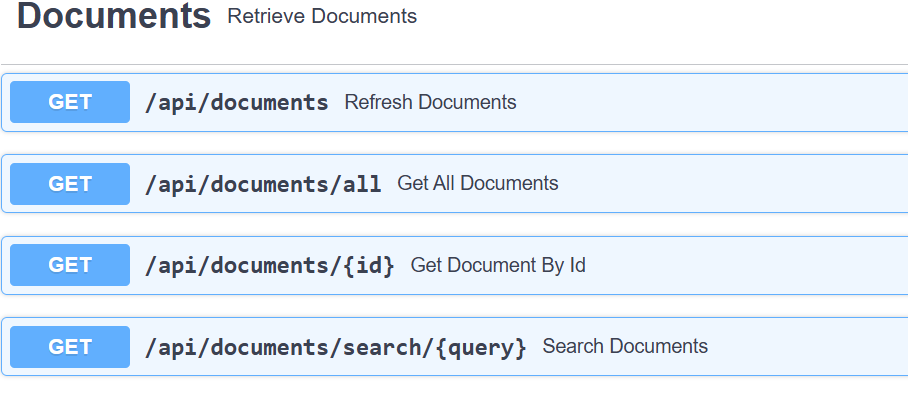 Documents Retrieve Documents
GET /api/documents Refresh Documents
GET /api/documents/all Get All Documents
GET /api/documents/{id} Get Document By Id
GET /api/documents/search/{query} Search Documents